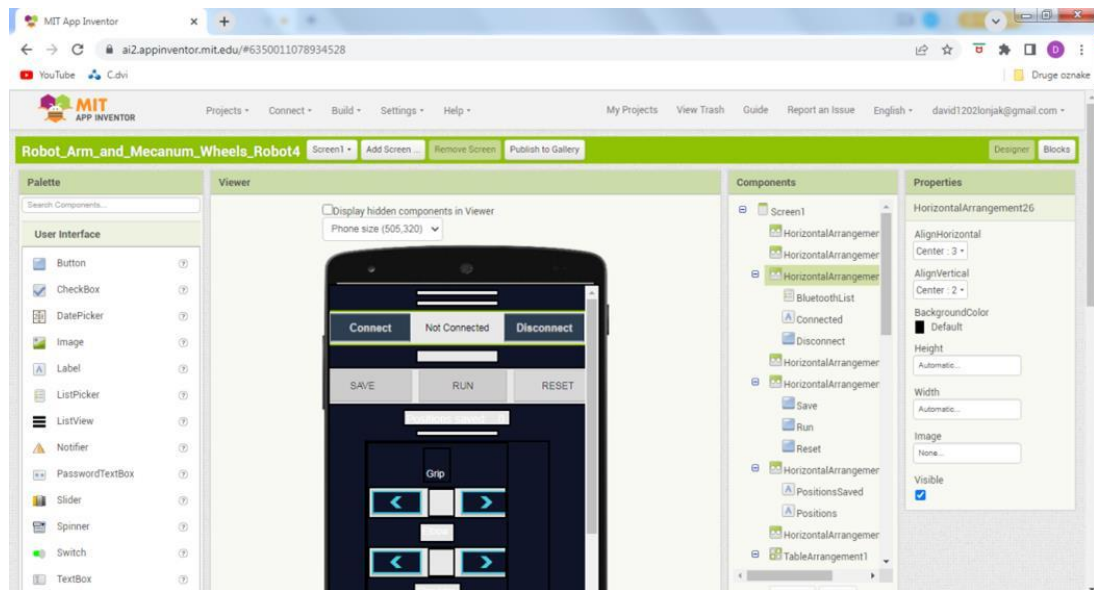 MIT App Inventor
ai2.appinventor.mit.edu/#6350011078934528
YouTube C.dvi Druge oznake
MIT APP INVENTOR
Projects Connect Build Settings Help My Projects View Trash Guide Report an Issue English david1202lonjak@gmail.com
Robot_Arm_and_Mecanum_Wheels_Robot4 Screen1 Add Screen ... Remove Screen Publish to Gallery Designer Blocks
Palette
Search Components...
User Interface
Button
CheckBox
DatePicker
Image
Label
ListPicker
ListView
Notifier
PasswordTextBox
Slider
Spinner
Switch
TextBox
Viewer
Display hidden components in Viewer
Phone size (505,320)
Connect Not Connected Disconnect
SAVE RUN RESET
Grip
Components
Screen1
HorizontalArrangemer
HorizontalArrangemer
HorizontalArrangemer
BluetoothList
Connected
Disconnect
HorizontalArrangemer
HorizontalArrangemer
Save
Run
Reset
HorizontalArrangemer
PositionsSaved
Positions
HorizontalArrangemer
TableArrangement1
Properties
HorizontalArrangement26
AlignHorizontal
Center : 3
AlignVertical
Center : 2
BackgroundColor
Default
Height
Automatic...
Width
Automatic...
Image
None...
Visible